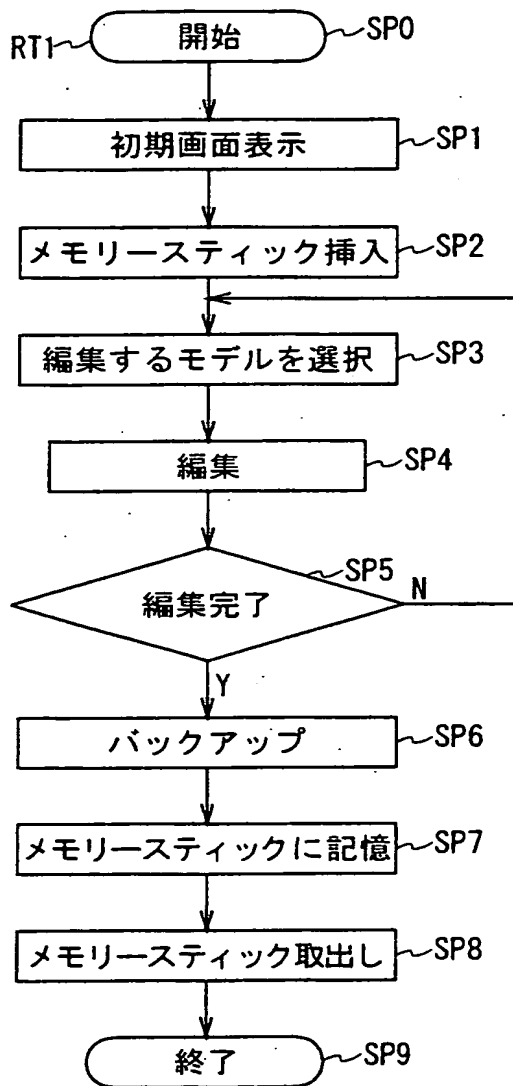 RT1 開始 SP0
初期画面表示 SP1
メモリースティック挿入 SP2
編集するモデルを選択 SP3
編集 SP4
編集完了 SP5 N
Y
バックアップ SP6
メモリースティックに記憶 SP7
メモリースティック取出し SP8
終了 SP9